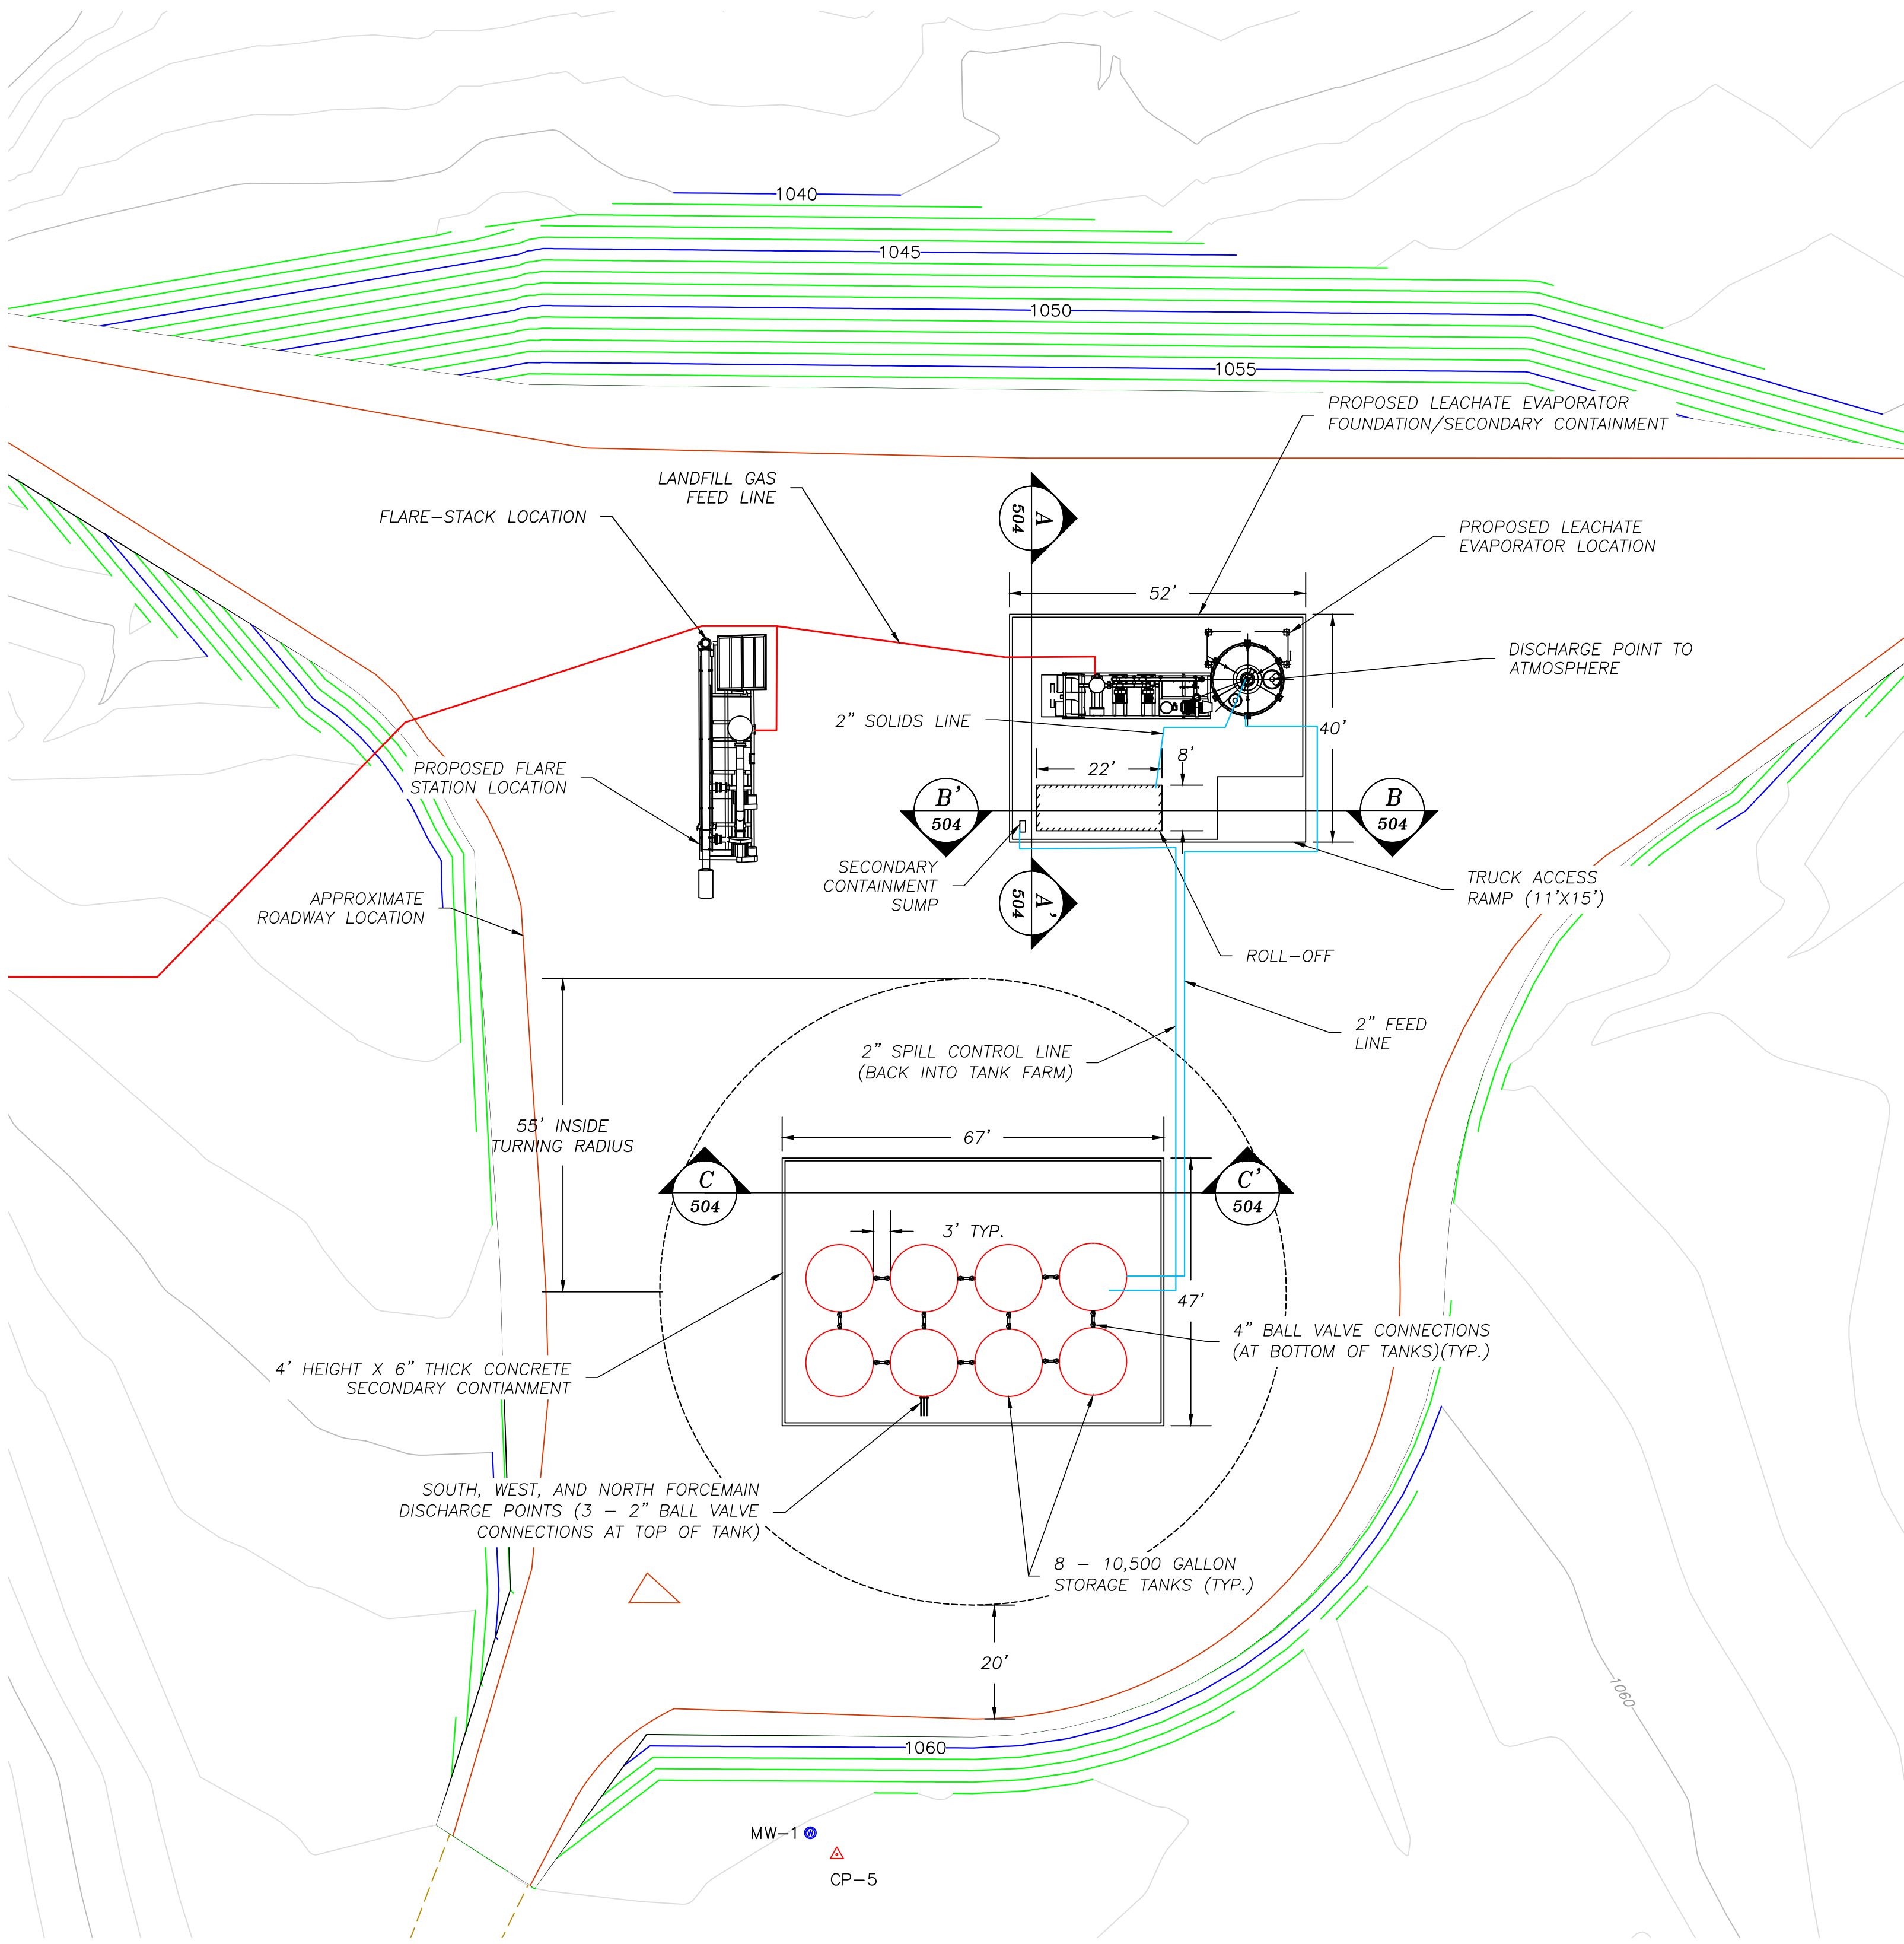 1040
1045
1050
1055
PROPOSED LEACHATE EVAPORATOR
FOUNDATION/SECONDARY CONTAINMENT
LANDFILL GAS
FEED LINE
FLARE-STACK LOCATION
A
504
PROPOSED LEACHATE
EVAPORATOR LOCATION
52'
DISCHARGE POINT TO
ATMOSPHERE
2" SOLIDS LINE
40'
8'
22'
PROPOSED FLARE
STATION LOCATION
B'
504
B
504
SECONDARY
CONTAINMENT
SUMP
A'
504
TRUCK ACCESS
RAMP (11'X15')
APPROXIMATE
ROADWAY LOCATION
ROLL-OFF
2" FEED
LINE
2" SPILL CONTROL LINE
(BACK INTO TANK FARM)
55' INSIDE
TURNING RADIUS
67'
C
504
C'
504
3' TYP.
47'
4" BALL VALVE CONNECTIONS
(AT BOTTOM OF TANKS)(TYP.)
4' HEIGHT X 6" THICK CONCRETE
SECONDARY CONTIANMENT
SOUTH, WEST, AND NORTH FORCEMAIN
DISCHARGE POINTS (3 - 2" BALL VALVE
CONNECTIONS AT TOP OF TANK)
8 - 10,500 GALLON
STORAGE TANKS (TYP.)
20'
1060
1060
MW-1
CP-5